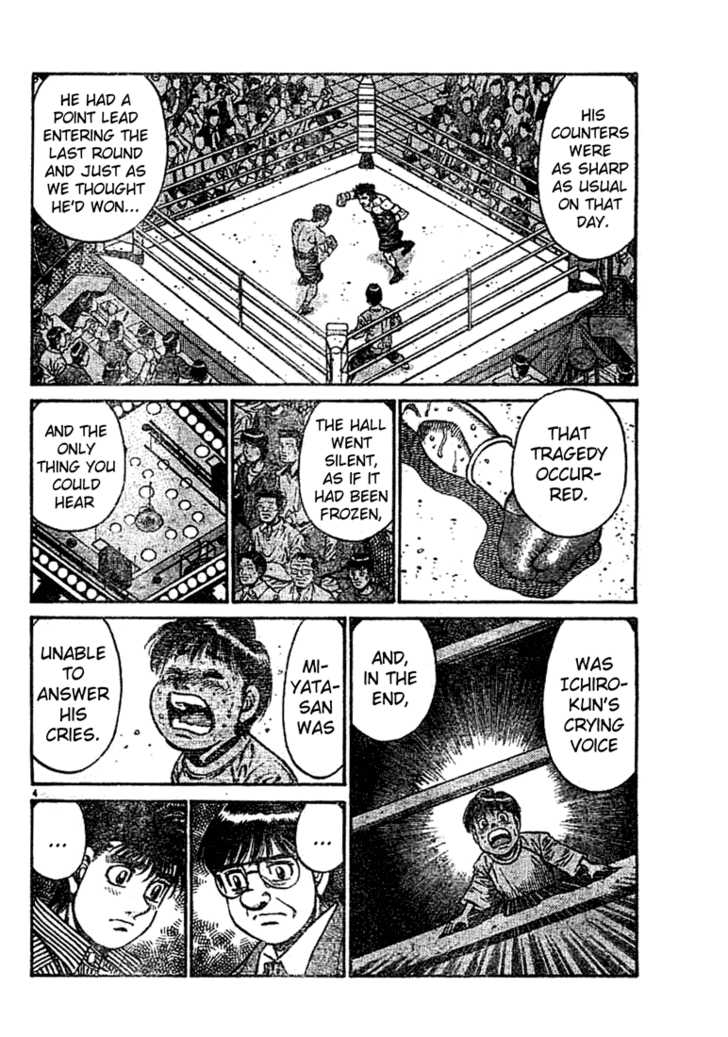 HIS
COUNTERS
WERE
AS SHARP
AS USUAL
ON THAT
DAY.
HE HAD A
POINT LEAD
ENTERING THE
LAST ROUND
AND JUST AS
WE THOUGHT
HE'D WON...
THAT
TRAGEDY
OCCUR-
RED.
THE HALL
WENT
SILENT,
AS IF IT
HAD BEEN
FROZEN,
AND THE
ONLY
THING YOU
COULD
HEAR
WAS
ICHIRO-
KUN'S
CRYING
VOICE
AND,
IN THE
END,
MI-
YATA-
SAN
WAS
UNABLE
TO
ANSWER
HIS
CRIES.
4
...
...